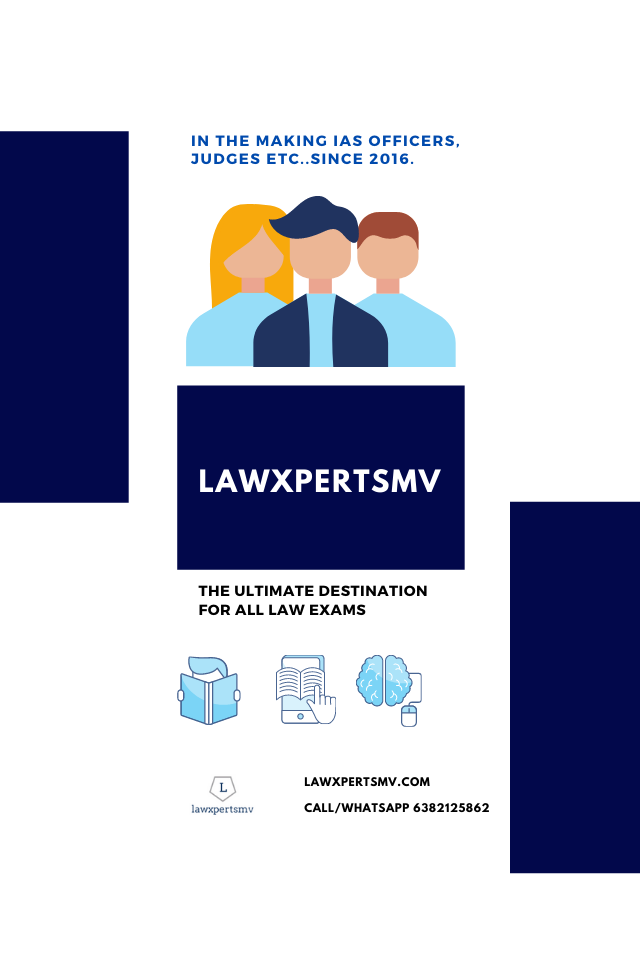 IN THE MAKING IAS OFFICERS,
JUDGES ETC..SINCE 2016.
LAWXPERTSMV
THE ULTIMATE DESTINATION
FOR ALL LAW EXAMS
L
lawxpertsmv
LAWXPERTSMV.COM
CALL/WHATSAPP 6382125862